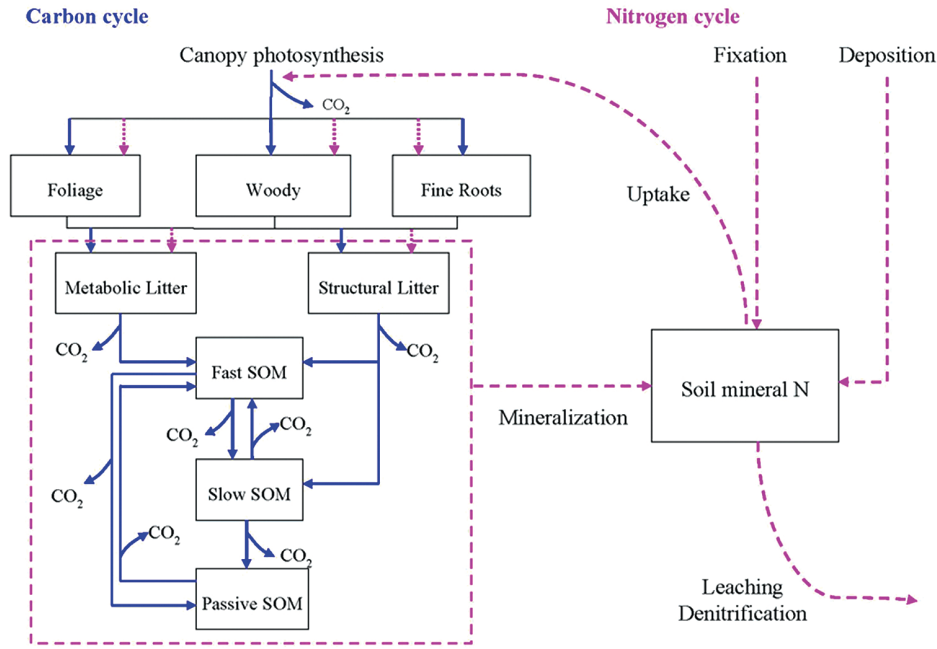 Carbon cycle
Nitrogen cycle
Canopy photosynthesis
Fixation
Deposition
CO2
Foliage
Woody
Fine Roots
Uptake
Metabolic Litter
Structural Litter
CO2
CO2
Fast SOM
Soil mineral N
Mineralization
CO2
CO2
CO2
Slow SOM
CO2
CO2
Passive SOM
Leaching
Denitrification